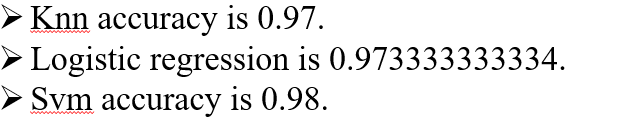 ➢ Knn accuracy is 0.97.
➢ Logistic regression is 0.973333333334.
➢ Svm accuracy is 0.98.